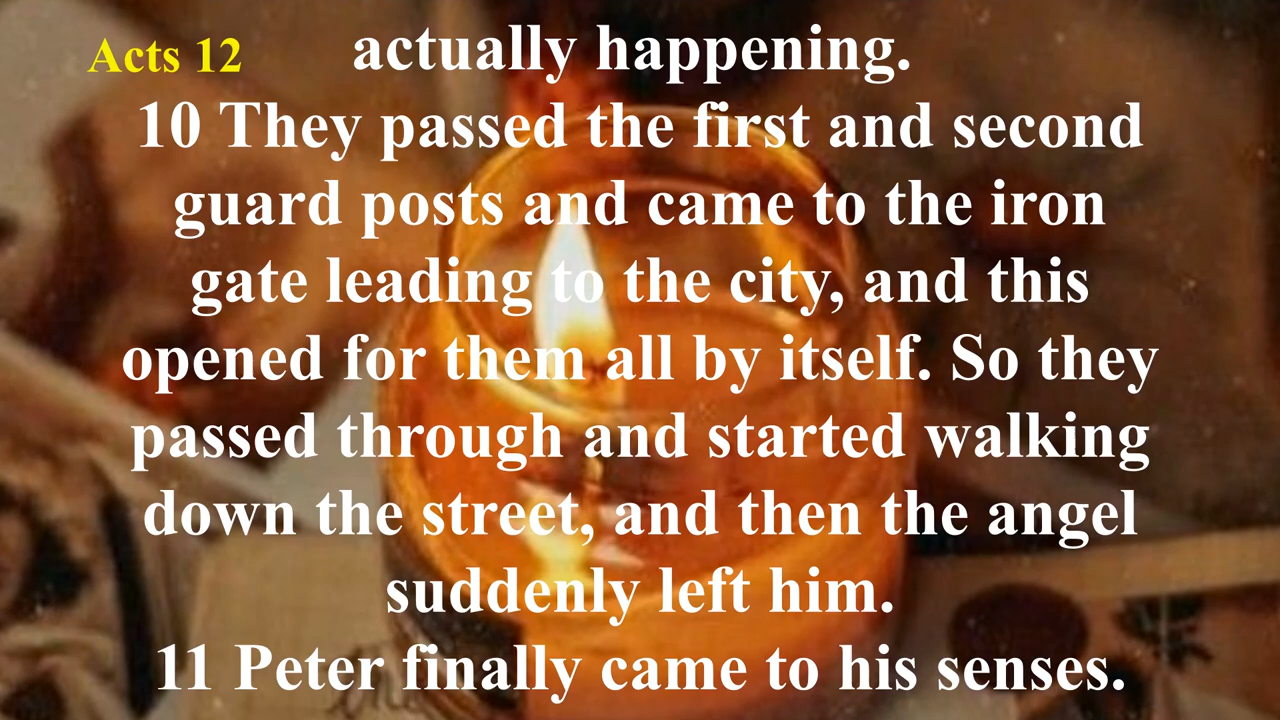 Acts 12
actually happening.
10 They passed the first and second
guard posts and came to the iron
gate leading to the city, and this
opened for them all by itself. So they
passed through and started walking
down the street, and then the angel
suddenly left him.
11 Peter finally came to his senses.